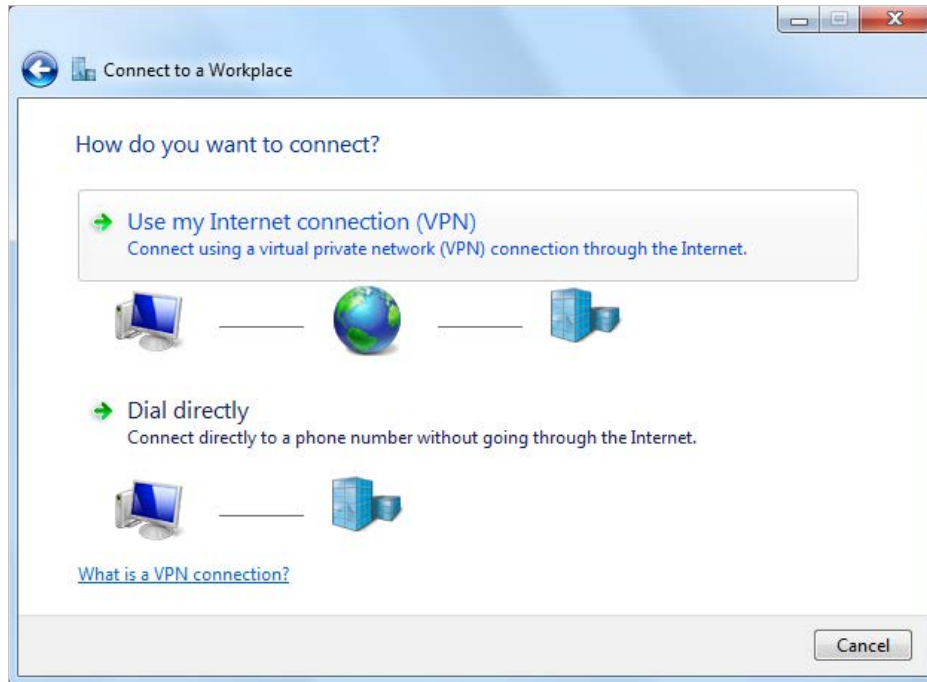 Connect to a Workplace
How do you want to connect?
Use my Internet connection (VPN)
Connect using a virtual private network (VPN) connection through the Internet.
Dial directly
Connect directly to a phone number without going through the Internet.
What is a VPN connection?
Cancel